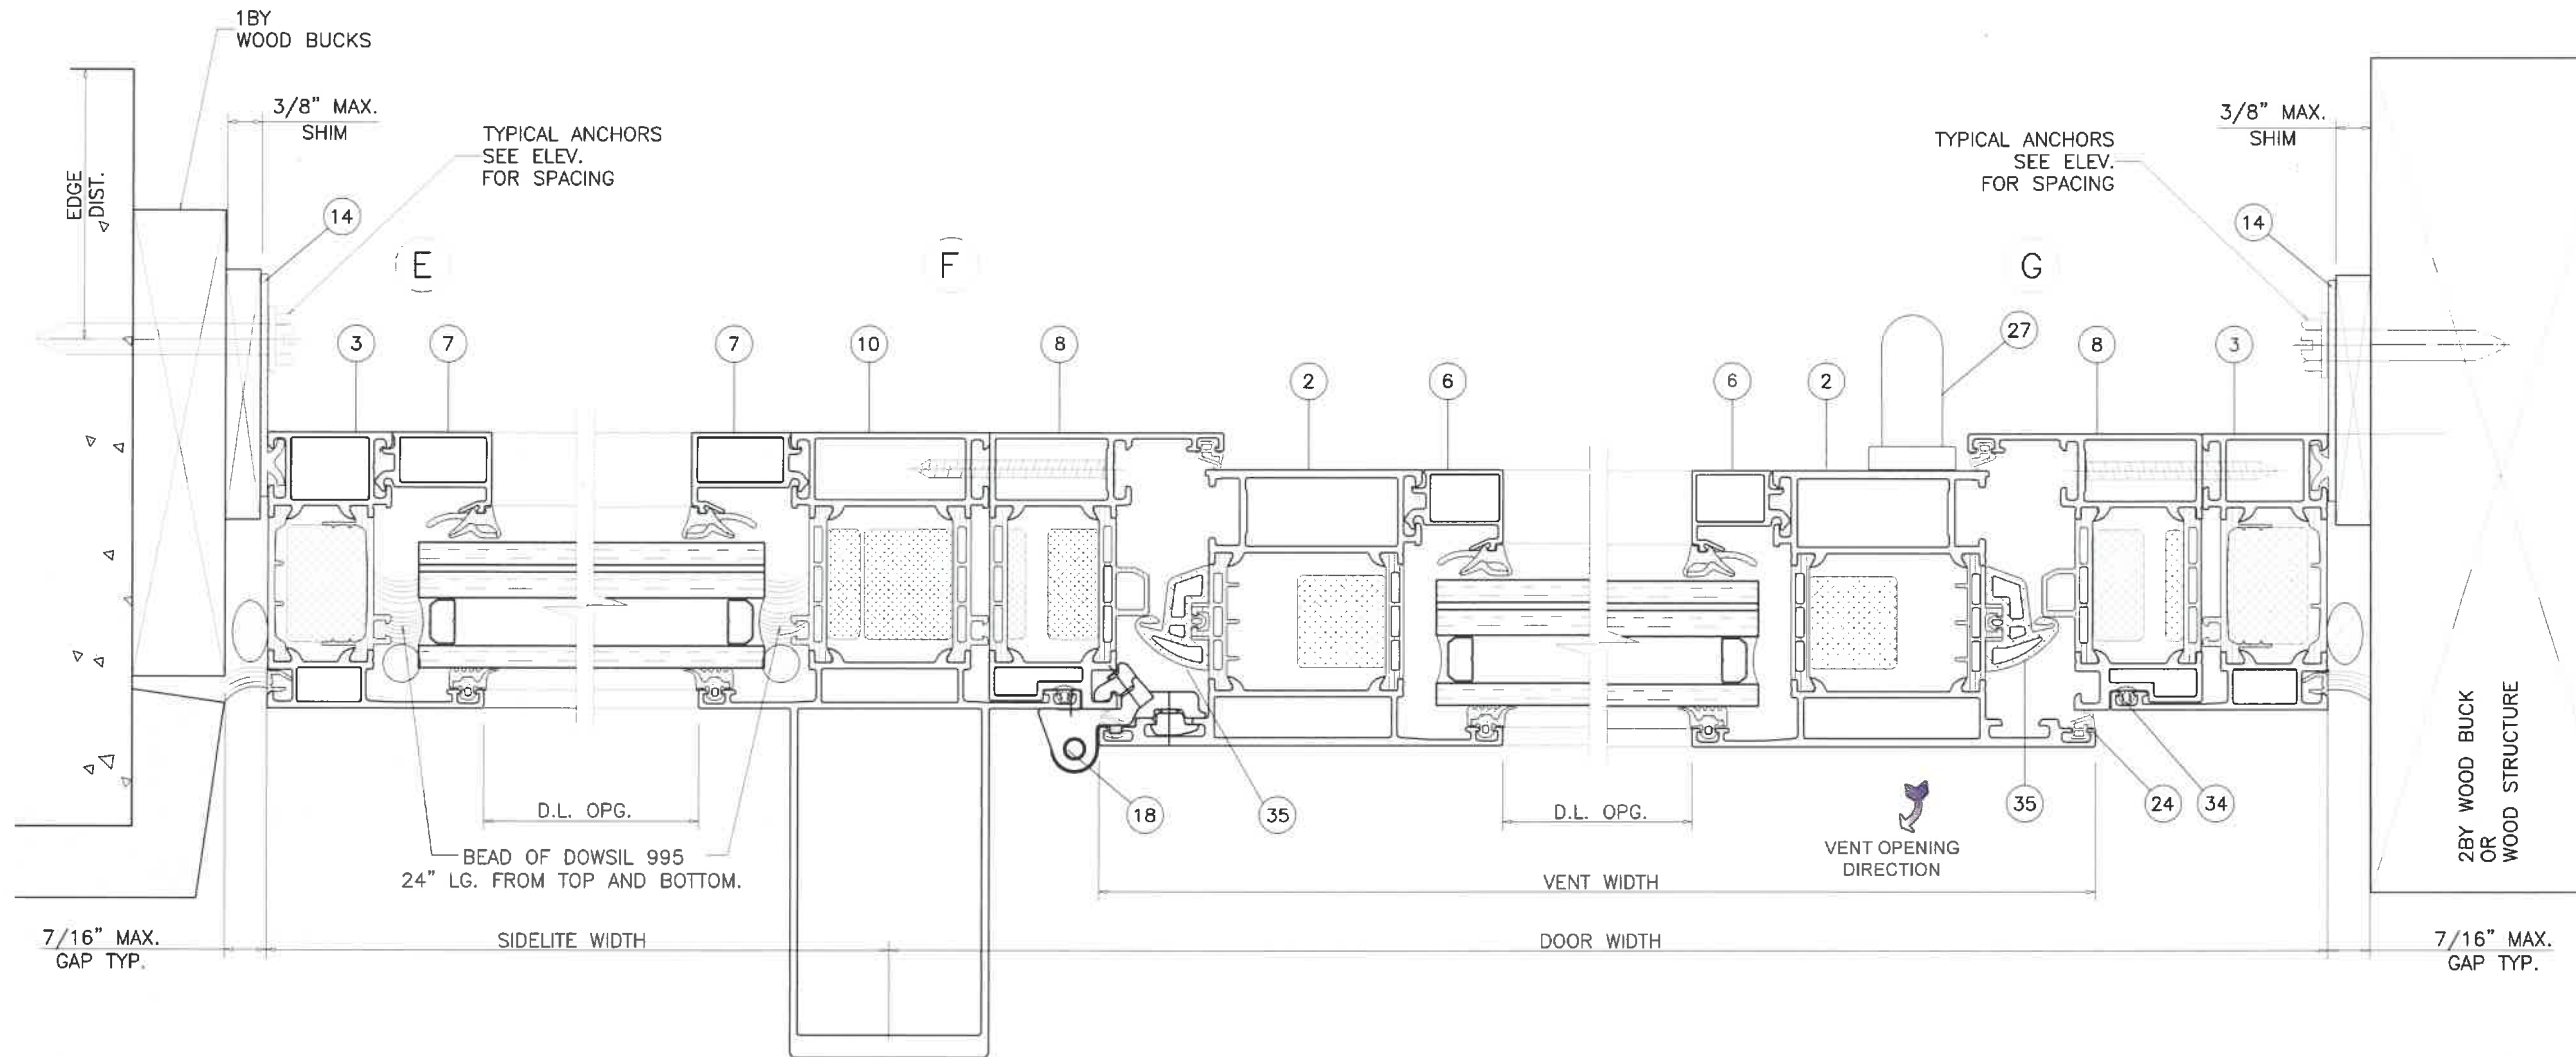 1BY
WOOD BUCKS
3/8" MAX.
SHIM
TYPICAL ANCHORS
SEE ELEV.
FOR SPACING
EDGE
DIST.
14
E
F
G
3/8" MAX.
SHIM
TYPICAL ANCHORS
SEE ELEV.
FOR SPACING
14
3
7
7
10
8
2
6
6
2
27
8
3
18
35
35
24
34
D.L. OPG.
D.L. OPG.
BEAD OF DOWSIL 995
24" LG. FROM TOP AND BOTTOM.
VENT OPENING
DIRECTION
VENT WIDTH
2BY WOOD BUCK
OR
WOOD STRUCTURE
7/16" MAX.
GAP TYP.
SIDELITE WIDTH
DOOR WIDTH
7/16" MAX.
GAP TYP.